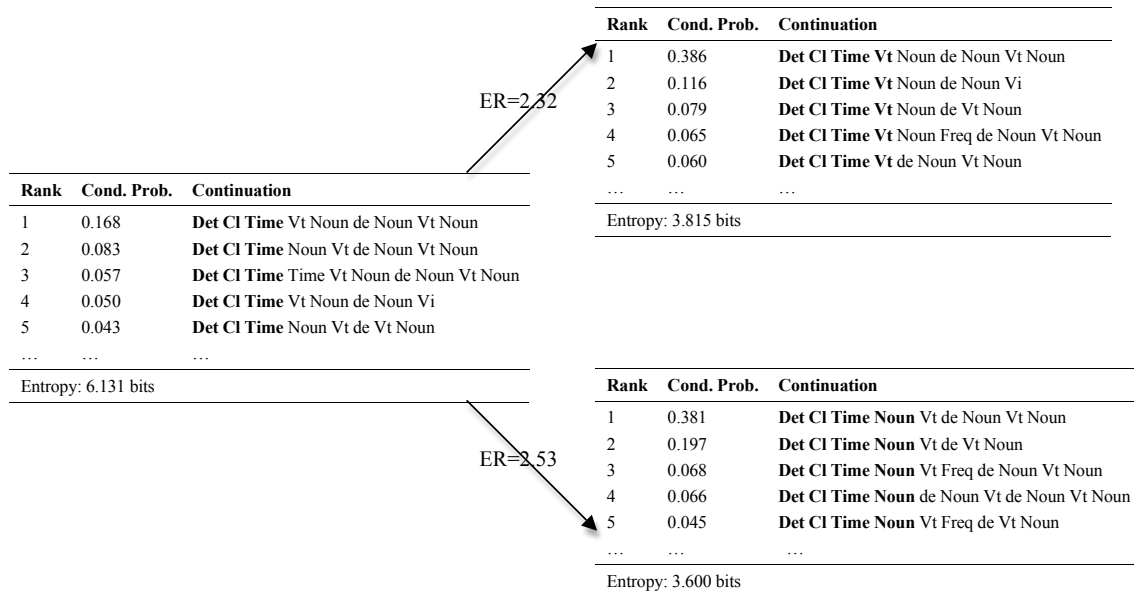 Rank Cond. Prob. Continuation
1 0.386 Det Cl Time Vt Noun de Noun Vt Noun
2 0.116 Det Cl Time Vt Noun de Noun Vi
3 0.079 Det Cl Time Vt Noun de Vt Noun
4 0.065 Det Cl Time Vt Noun Freq de Noun Vt Noun
5 0.060 Det Cl Time Vt de Noun Vt Noun
… … …
Entropy: 3.815 bits
ER=2.32
Rank Cond. Prob. Continuation
1 0.168 Det Cl Time Vt Noun de Noun Vt Noun
2 0.083 Det Cl Time Noun Vt de Noun Vt Noun
3 0.057 Det Cl Time Time Vt Noun de Noun Vt Noun
4 0.050 Det Cl Time Vt Noun de Noun Vi
5 0.043 Det Cl Time Noun Vt de Vt Noun
… … …
Entropy: 6.131 bits
ER=2.53
Rank Cond. Prob. Continuation
1 0.381 Det Cl Time Noun Vt de Noun Vt Noun
2 0.197 Det Cl Time Noun Vt de Vt Noun
3 0.068 Det Cl Time Noun Vt Freq de Noun Vt Noun
4 0.066 Det Cl Time Noun de Noun Vt de Noun Vt Noun
5 0.045 Det Cl Time Noun Vt Freq de Vt Noun
… … …
Entropy: 3.600 bits